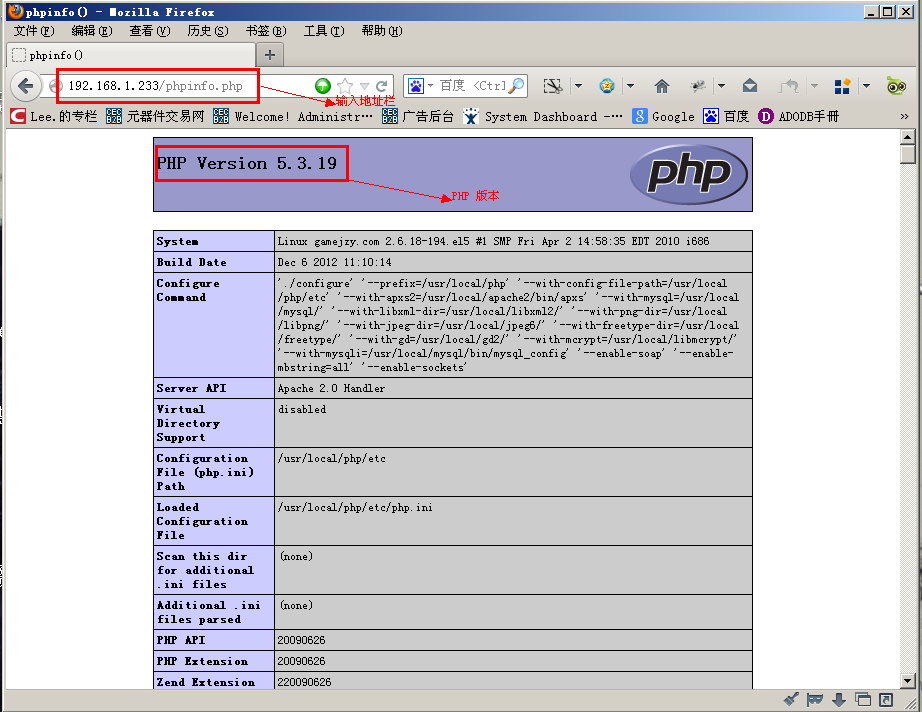 phpinfo() - Mozilla Firefox
文件(F) 编辑(E) 查看(V) 历史(S) 书签(B) 工具(T) 帮助(H)
phpinfo()
192.168.1.233/phpinfo.php
百度 <Ctrl
输入地址栏
Lee.的专栏 元器件交易网 Welcome! Administr… 广告后台 System Dashboard -… Google 百度 ADODB手册
PHP Version 5.3.19
php
PHP 版本
System Linux gamejzy.com 2.6.18-194.el5 #1 SMP Fri Apr 2 14:58:35 EDT 2010 i686
Build Date Dec 6 2012 11:10:14
Configure Command
'./configure' '--prefix=/usr/local/php' '--with-config-file-path=/usr/local
/php/etc' '--with-apxs2=/usr/local/apache2/bin/apxs' '--with-mysql=/usr/local
/mysql/' '--with-libxml-dir=/usr/local/libxml2/' '--with-png-dir=/usr/local
/libpng/' '--with-jpeg-dir=/usr/local/jpeg6/' '--with-freetype-dir=/usr/local
/freetype/' '--with-gd=/usr/local/gd2/' '--with-mcrypt=/usr/local/libmcrypt/'
'--with-mysqli=/usr/local/mysql/bin/mysql_config' '--enable-soap' '--enable-
mbstring=all' '--enable-sockets'
Server API Apache 2.0 Handler
Virtual Directory Support disabled
Configuration File (php.ini) Path /usr/local/php/etc
Loaded Configuration File /usr/local/php/etc/php.ini
Scan this dir for additional .ini files (none)
Additional .ini files parsed (none)
PHP API 20090626
PHP Extension 20090626
Zend Extension 220090626